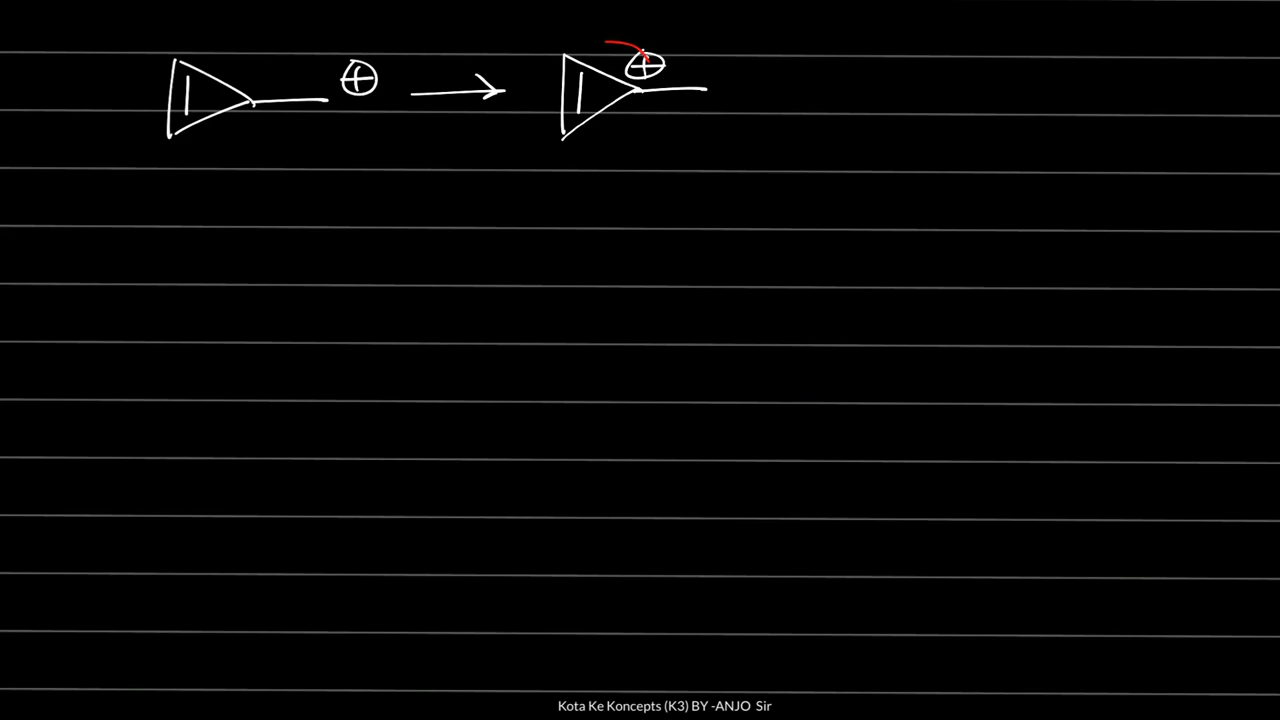 ⊕ → ⊕
Kota Ke Koncepts (K3) BY -ANJO Sir